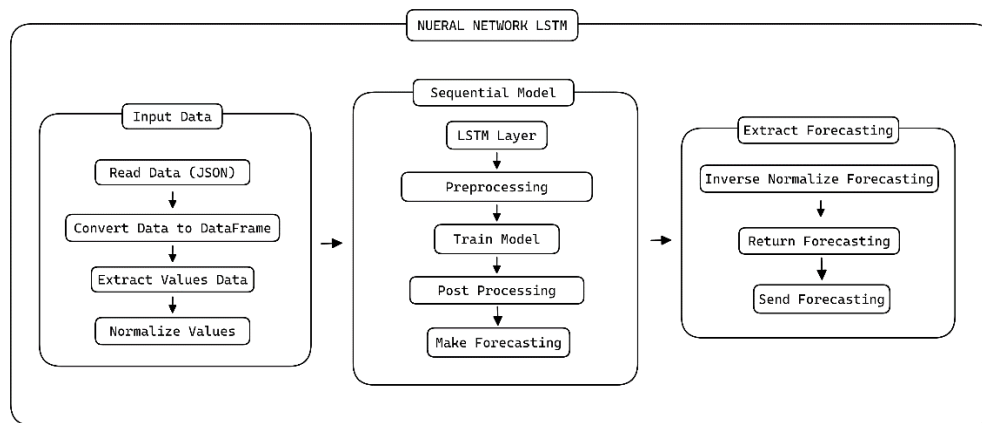 NUERAL NETWORK LSTM
Input Data
Read Data (JSON)
Convert Data to DataFrame
Extract Values Data
Normalize Values
Sequential Model
LSTM Layer
Preprocessing
Train Model
Post Processing
Make Forecasting
Extract Forecasting
Inverse Normalize Forecasting
Return Forecasting
Send Forecasting